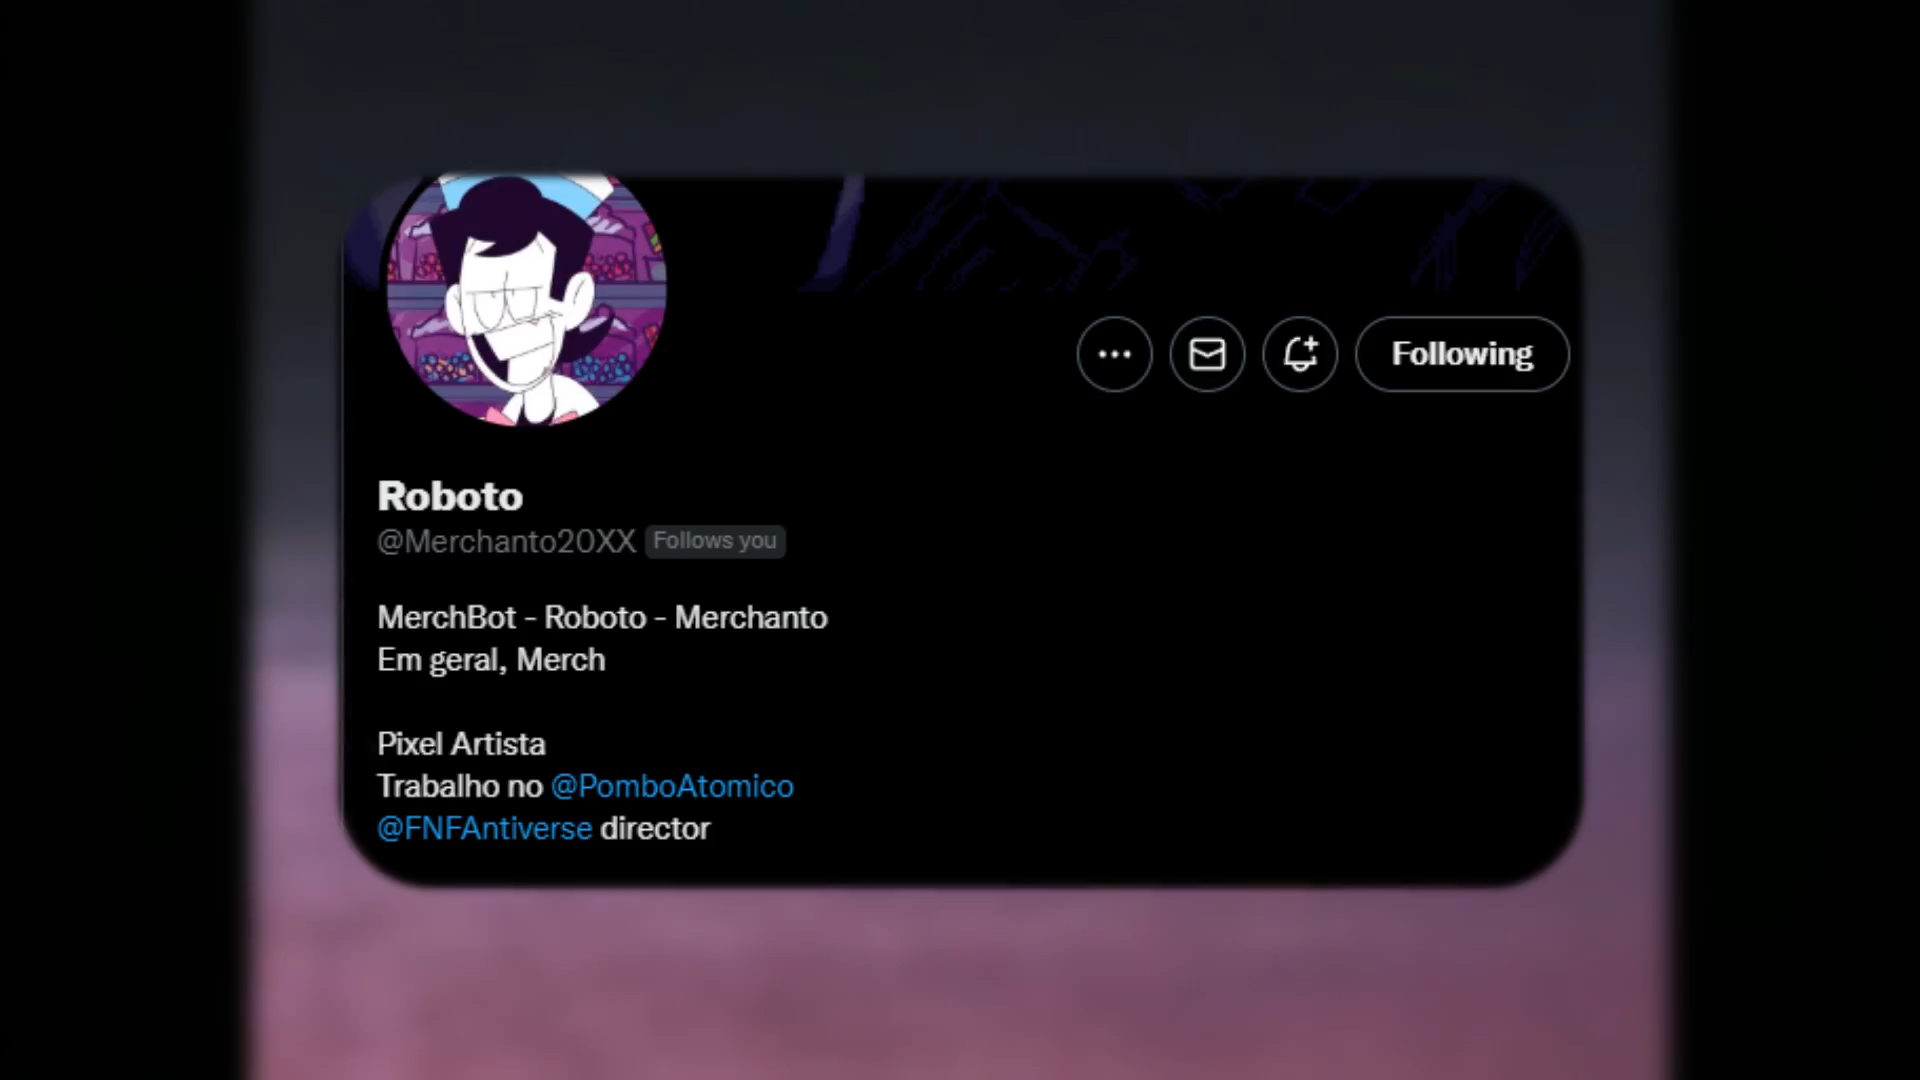 Following
Roboto
@Merchanto20XX Follows you
MerchBot - Roboto - Merchanto
Em geral, Merch
Pixel Artista
Trabalho no @PomboAtomico
@FNFAntiverse director